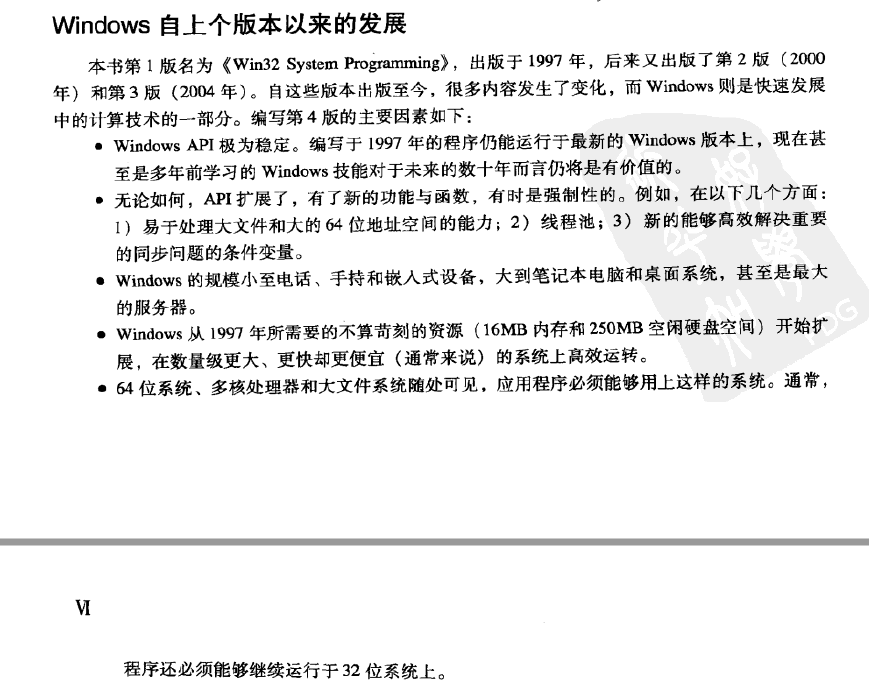 Windows 自上个版本以来的发展
本书第 1 版名为《Win32 System Programming》，出版于 1997 年，后来又出版了第 2 版（2000
年）和第 3 版（2004 年）。自这些版本出版至今，很多内容发生了变化，而 Windows 则是快速发展
中的计算技术的一部分。编写第 4 版的主要因素如下：
● Windows API 极为稳定。编写于 1997 年的程序仍能运行于最新的 Windows 版本上，现在甚
至是多年前学习的 Windows 技能对于未来的数十年而言仍将是有价值的。
● 无论如何，API 扩展了，有了新的功能与函数，有时是强制性的。例如，在以下几个方面：
1）易于处理大文件和大的 64 位地址空间的能力；2）线程池；3）新的能够高效解决重要
的同步问题的条件变量。
● Windows 的规模小至电话、手持和嵌入式设备，大到笔记本电脑和桌面系统，甚至是最大
的服务器。
● Windows 从 1997 年所需要的不算苛刻的资源（16MB 内存和 250MB 空闲硬盘空间）开始扩
展，在数量级更大、更快却更便宜（通常来说）的系统上高效运转。
● 64 位系统、多核处理器和大文件系统随处可见，应用程序必须能够用上这样的系统。通常，
VI
程序还必须能够继续运行于 32 位系统上。